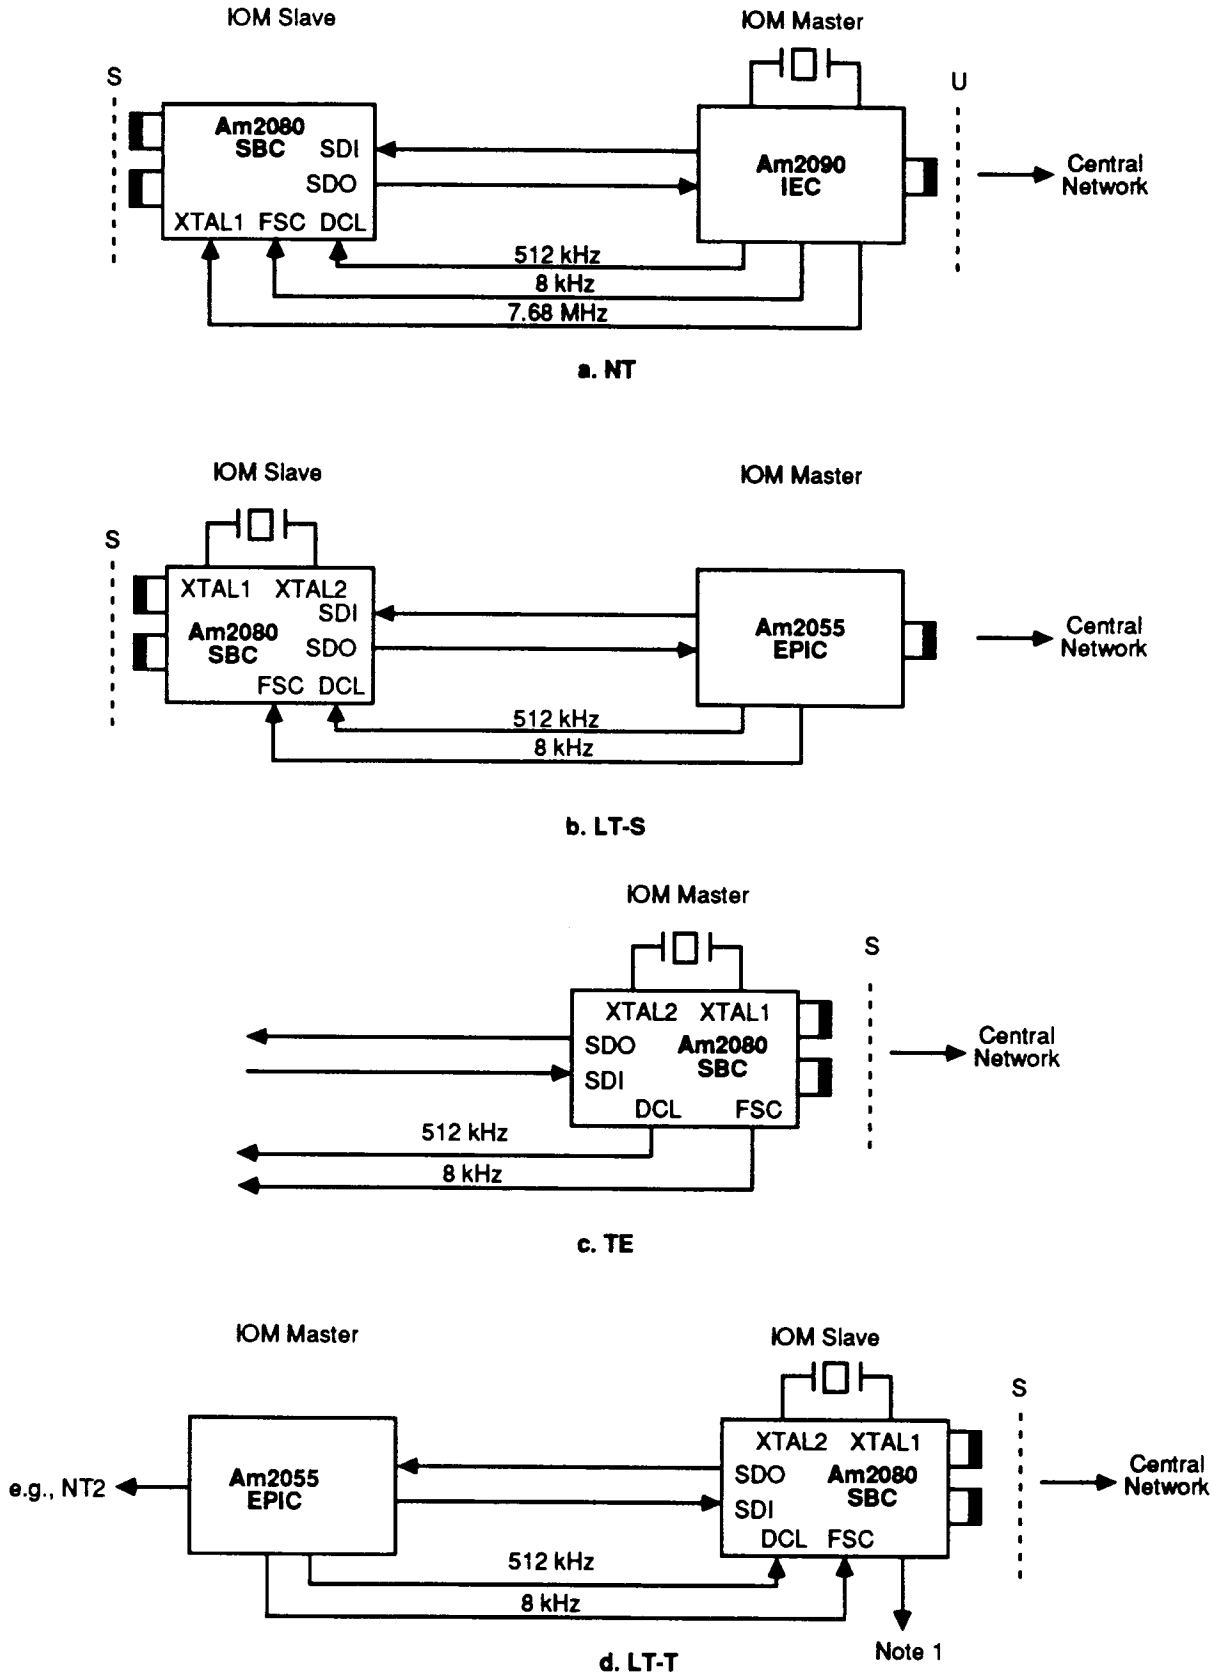 IOM Slave
IOM Master
S
U
Am2080
SBC
SDI
SDO
XTAL1 FSC DCL
Am2090
IEC
Central
Network
512 kHz
8 kHz
7.68 MHz
a. NT
IOM Slave
IOM Master
S
XTAL1 XTAL2
SDI
Am2080
SBC
SDO
FSC DCL
Am2055
EPIC
Central
Network
512 kHz
8 kHz
b. LT-S
IOM Master
S
XTAL2 XTAL1
SDO
Am2080
SBC
SDI
DCL FSC
Central
Network
512 kHz
8 kHz
c. TE
IOM Master
IOM Slave
S
e.g., NT2
Am2055
EPIC
XTAL2 XTAL1
SDO
Am2080
SBC
SDI
DCL FSC
Central
Network
512 kHz
8 kHz
Note 1
d. LT-T